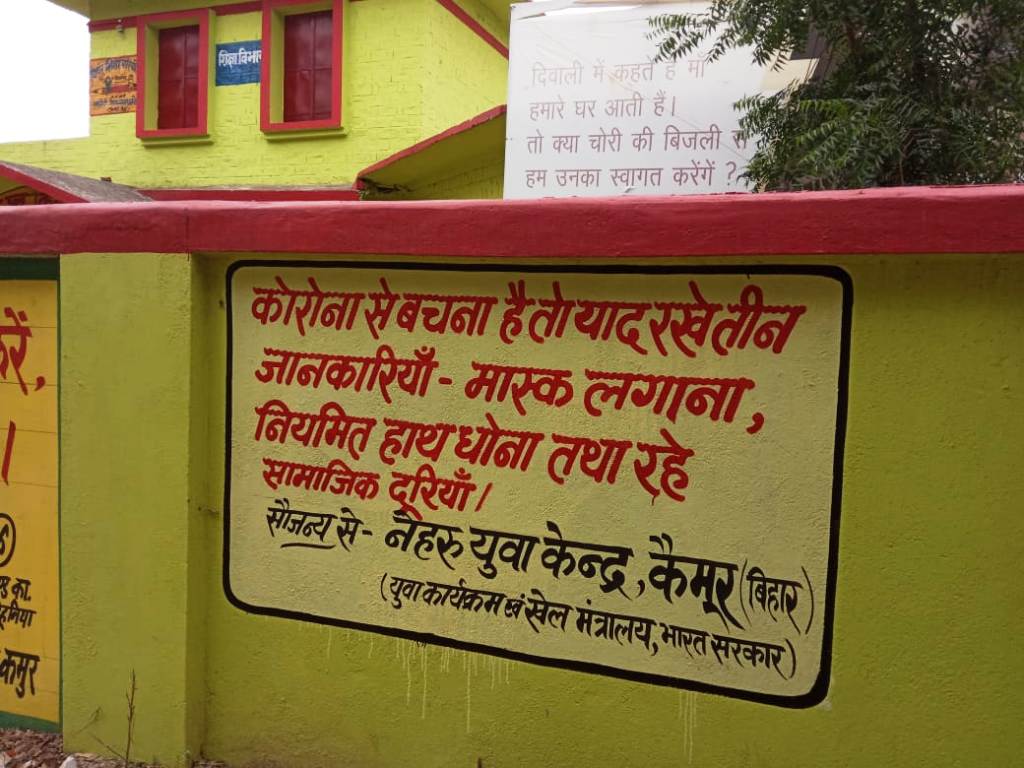 शिक्षा विभाग
दिवाली में कहते हैं माँ
हमारे घर आती हैं।
तो क्या चोरी की बिजली से
हम उनका स्वागत करेंगें ?
कोरोना से बचना है तो याद रखे तीन
जानकारियाँ - मास्क लगाना,
नियमित हाथ धोना तथा रहे
सामाजिक दूरियाँ।
सौजन्य से - नेहरु युवा केन्द्र, कैमूर (बिहार)
(युवा कार्यक्रम एवं खेल मंत्रालय, भारत सरकार)
रें,
।
का.
कैमुर